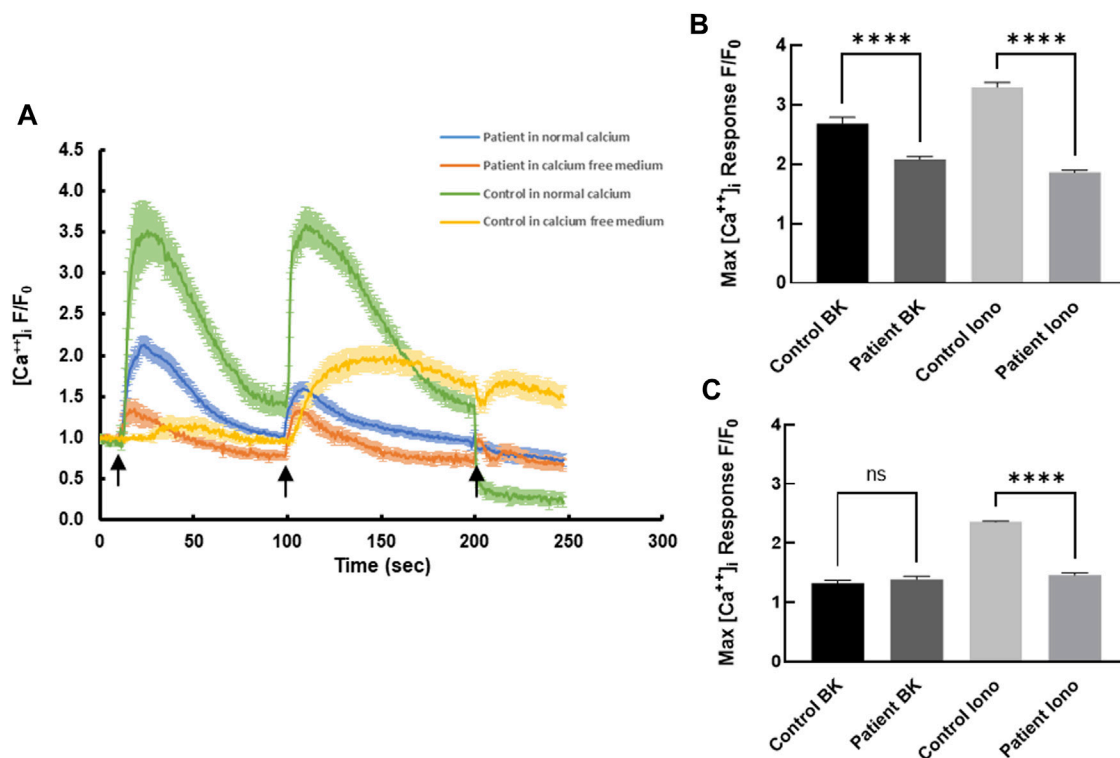 A
[Ca⁺⁺]ᵢ F/F₀
4.5
4.0
3.5
3.0
2.5
2.0
1.5
1.0
0.5
0.0
0 50 100 150 200 250 300
Time (sec)
Patient in normal calcium
Patient in calcium free medium
Control in normal calcium
Control in calcium free medium
B
Max [Ca⁺⁺]ᵢ Response F/F₀
4
3
2
1
0
**** ****
Control BK Patient BK Control Iono Patient Iono
C
Max [Ca⁺⁺]ᵢ Response F/F₀
4
3
2
1
0
ns ****
Control BK Patient BK Control Iono Patient Iono